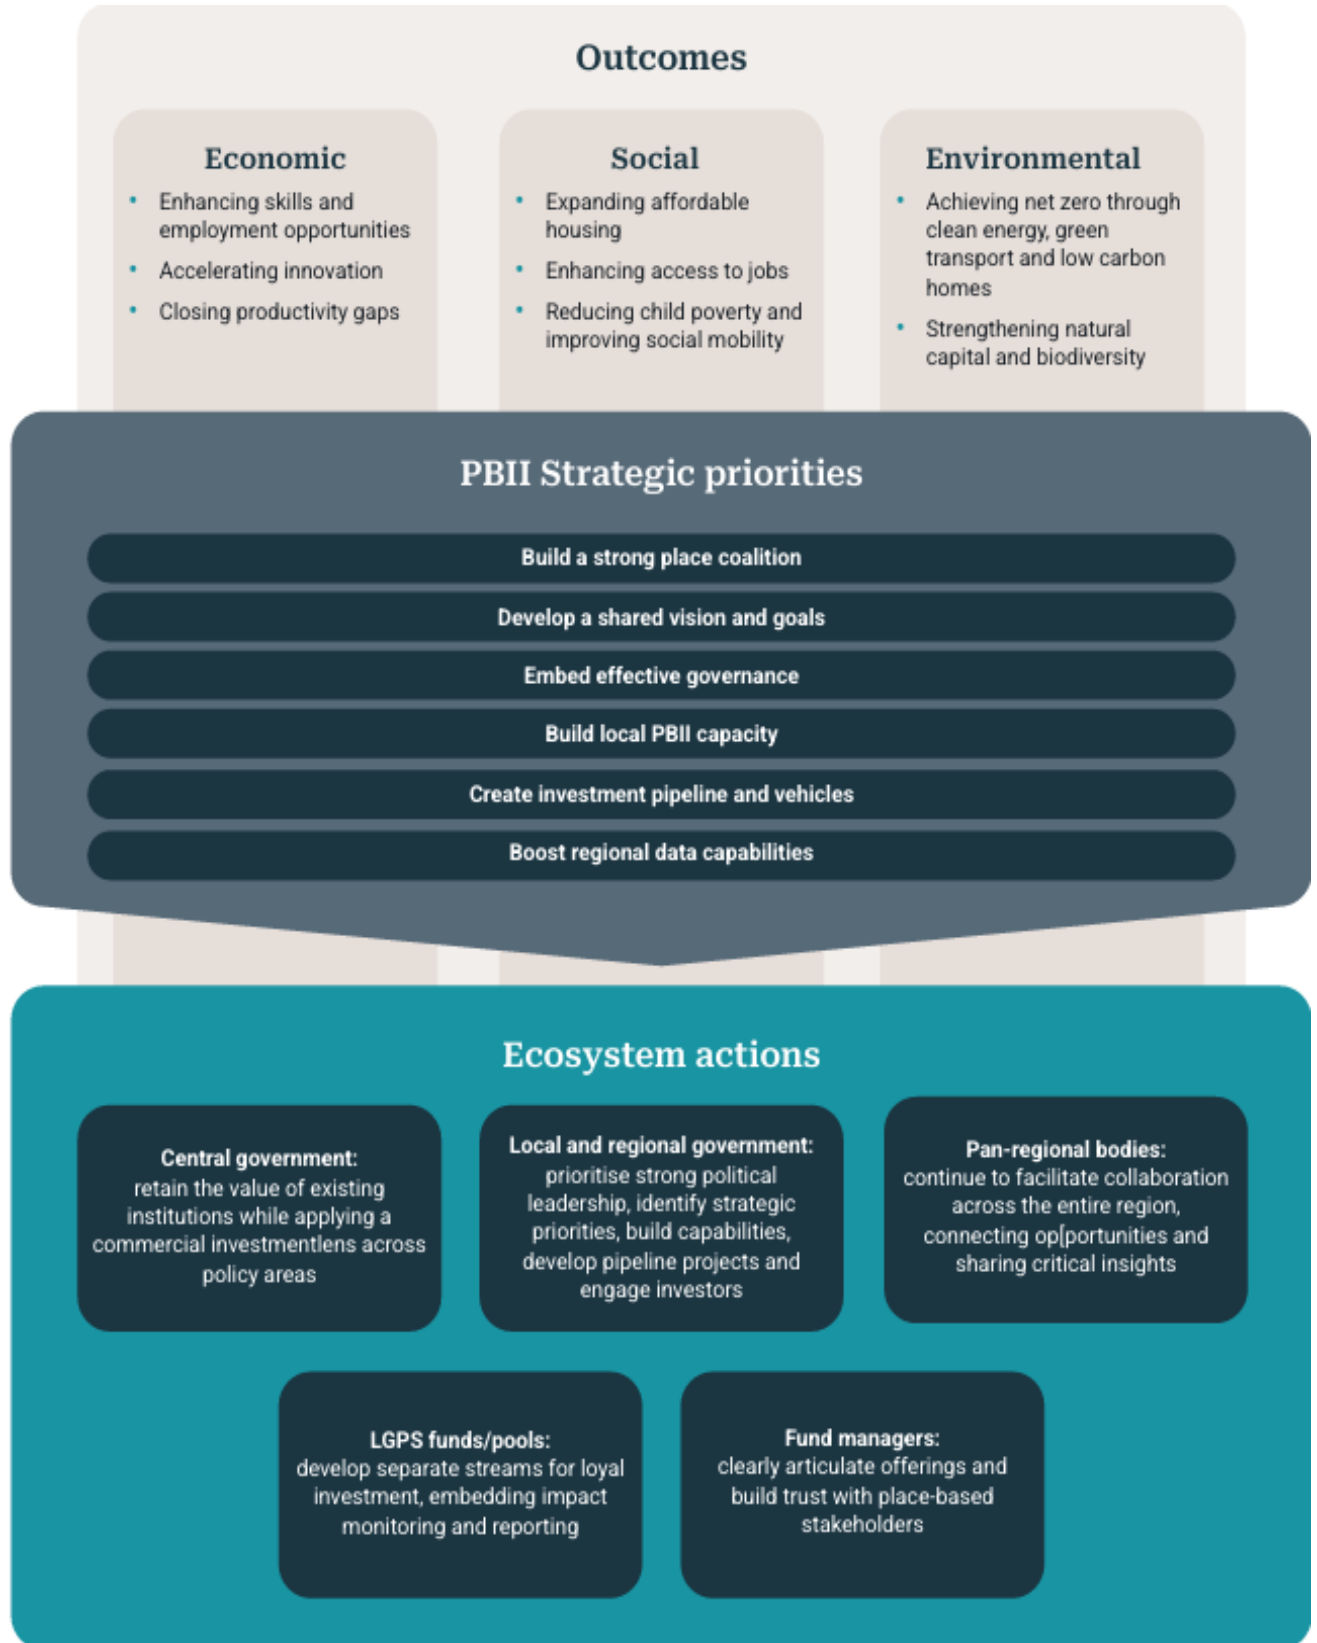 Outcomes
Economic
• Enhancing skills and
employment opportunities
• Accelerating innovation
• Closing productivity gaps
Social
• Expanding affordable
housing
• Enhancing access to jobs
• Reducing child poverty and
improving social mobility
Environmental
• Achieving net zero through
clean energy, green
transport and low carbon
homes
• Strengthening natural
capital and biodiversity
PBII Strategic priorities
Build a strong place coalition
Develop a shared vision and goals
Embed effective governance
Build local PBII capacity
Create investment pipeline and vehicles
Boost regional data capabilities
Ecosystem actions
Central government:
retain the value of existing
institutions while applying a
commercial investmentlens across
policy areas
Local and regional government:
prioritise strong political
leadership, identify strategic
priorities, build capabilities,
develop pipeline projects and
engage investors
Pan-regional bodies:
continue to facilitate collaboration
across the entire region,
connecting op[portunities and
sharing critical insights
LGPS funds/pools:
develop separate streams for loyal
investment, embedding impact
monitoring and reporting
Fund managers:
clearly articulate offerings and
build trust with place-based
stakeholders